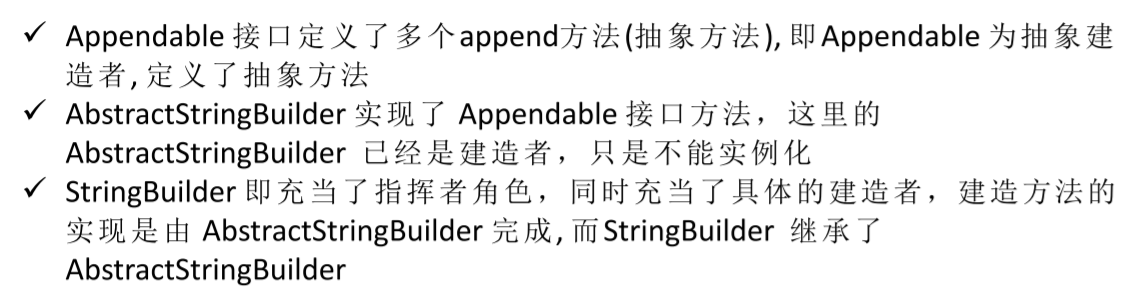 ✓ Appendable 接口定义了多个append方法(抽象方法), 即Appendable 为抽象建
造者, 定义了抽象方法
✓ AbstractStringBuilder 实现了 Appendable 接口方法，这里的
AbstractStringBuilder 已经是建造者，只是不能实例化
✓ StringBuilder 即充当了指挥者角色，同时充当了具体的建造者，建造方法的
实现是由 AbstractStringBuilder 完成, 而StringBuilder 继承了
AbstractStringBuilder